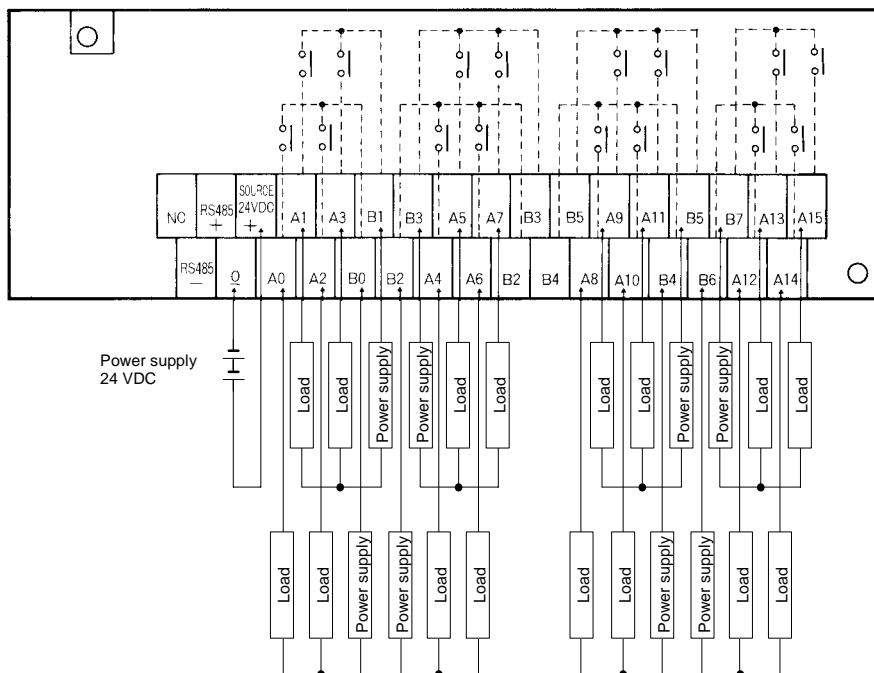 NC RS485 + SOURCE 24VDC + A1 A3 B1 B3 A5 A7 B3 B5 A9 A11 B5 B7 A13 A15
RS485 − 0 A0 A2 B0 B2 A4 A6 B2 B4 A8 A10 B4 B6 A12 A14
Power supply
24 VDC
Load Load Power supply Power supply Load Load Load Load Power supply Power supply Load Load
Load Load Power supply Power supply Load Load Load Load Power supply Power supply Load Load